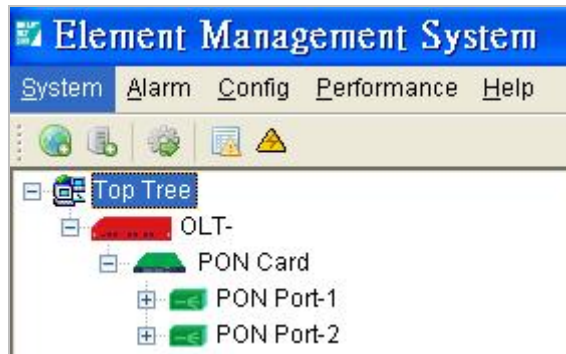 Element Management System
System Alarm Config Performance Help
Top Tree
OLT-
PON Card
PON Port-1
PON Port-2